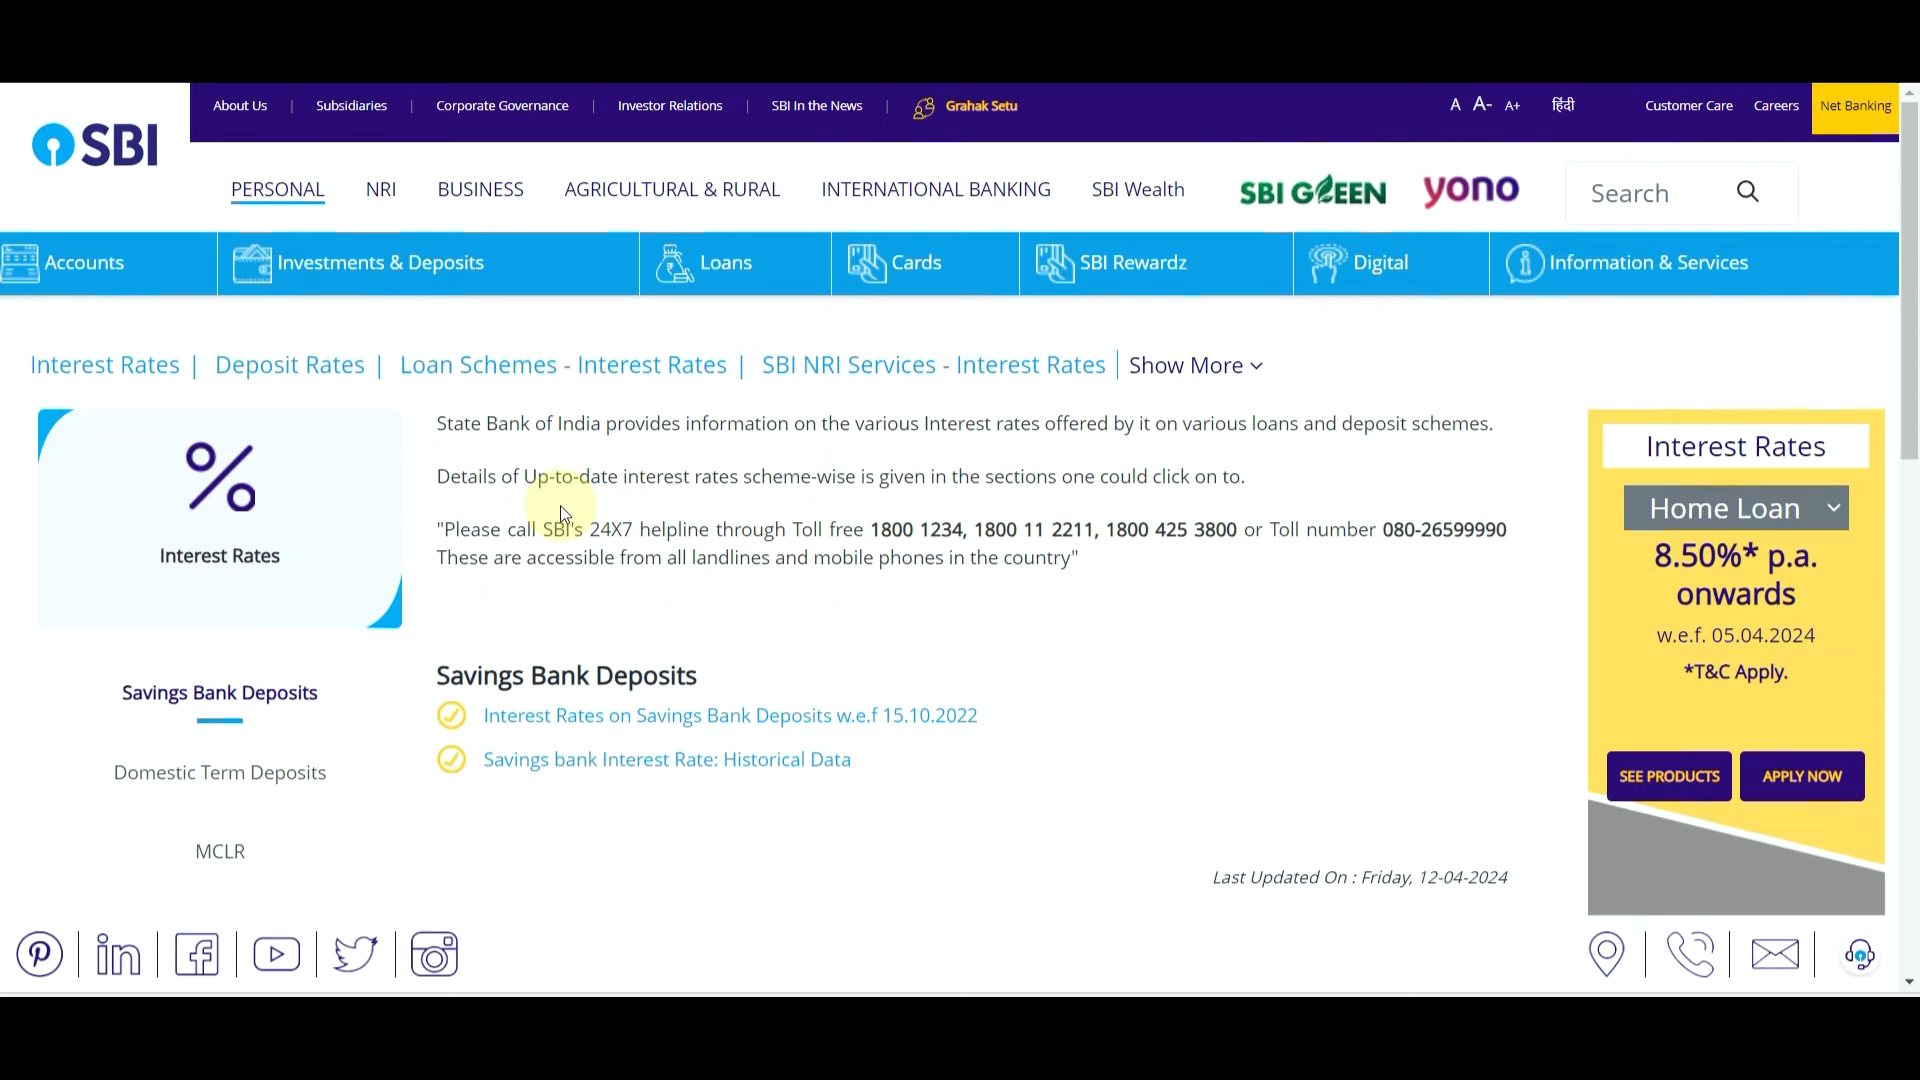 About Us | Subsidiaries | Corporate Governance | Investor Relations | SBI In the News | Grahak Setu A A- A+ हिंदी Customer Care Careers Net Banking
SBI
PERSONAL NRI BUSINESS AGRICULTURAL & RURAL INTERNATIONAL BANKING SBI Wealth SBI GREEN yono Search
Accounts Investments & Deposits Loans Cards SBI Rewardz Digital Information & Services
Interest Rates | Deposit Rates | Loan Schemes - Interest Rates | SBI NRI Services - Interest Rates | Show More
Interest Rates
State Bank of India provides information on the various Interest rates offered by it on various loans and deposit schemes.
Details of Up-to-date interest rates scheme-wise is given in the sections one could click on to.
"Please call SBI's 24X7 helpline through Toll free 1800 1234, 1800 11 2211, 1800 425 3800 or Toll number 080-26599990
These are accessible from all landlines and mobile phones in the country"
Savings Bank Deposits
Domestic Term Deposits
MCLR
Savings Bank Deposits
Interest Rates on Savings Bank Deposits w.e.f 15.10.2022
Savings bank Interest Rate: Historical Data
Last Updated On : Friday, 12-04-2024
Interest Rates
Home Loan
8.50%* p.a.
onwards
w.e.f. 05.04.2024
*T&C Apply.
SEE PRODUCTS APPLY NOW